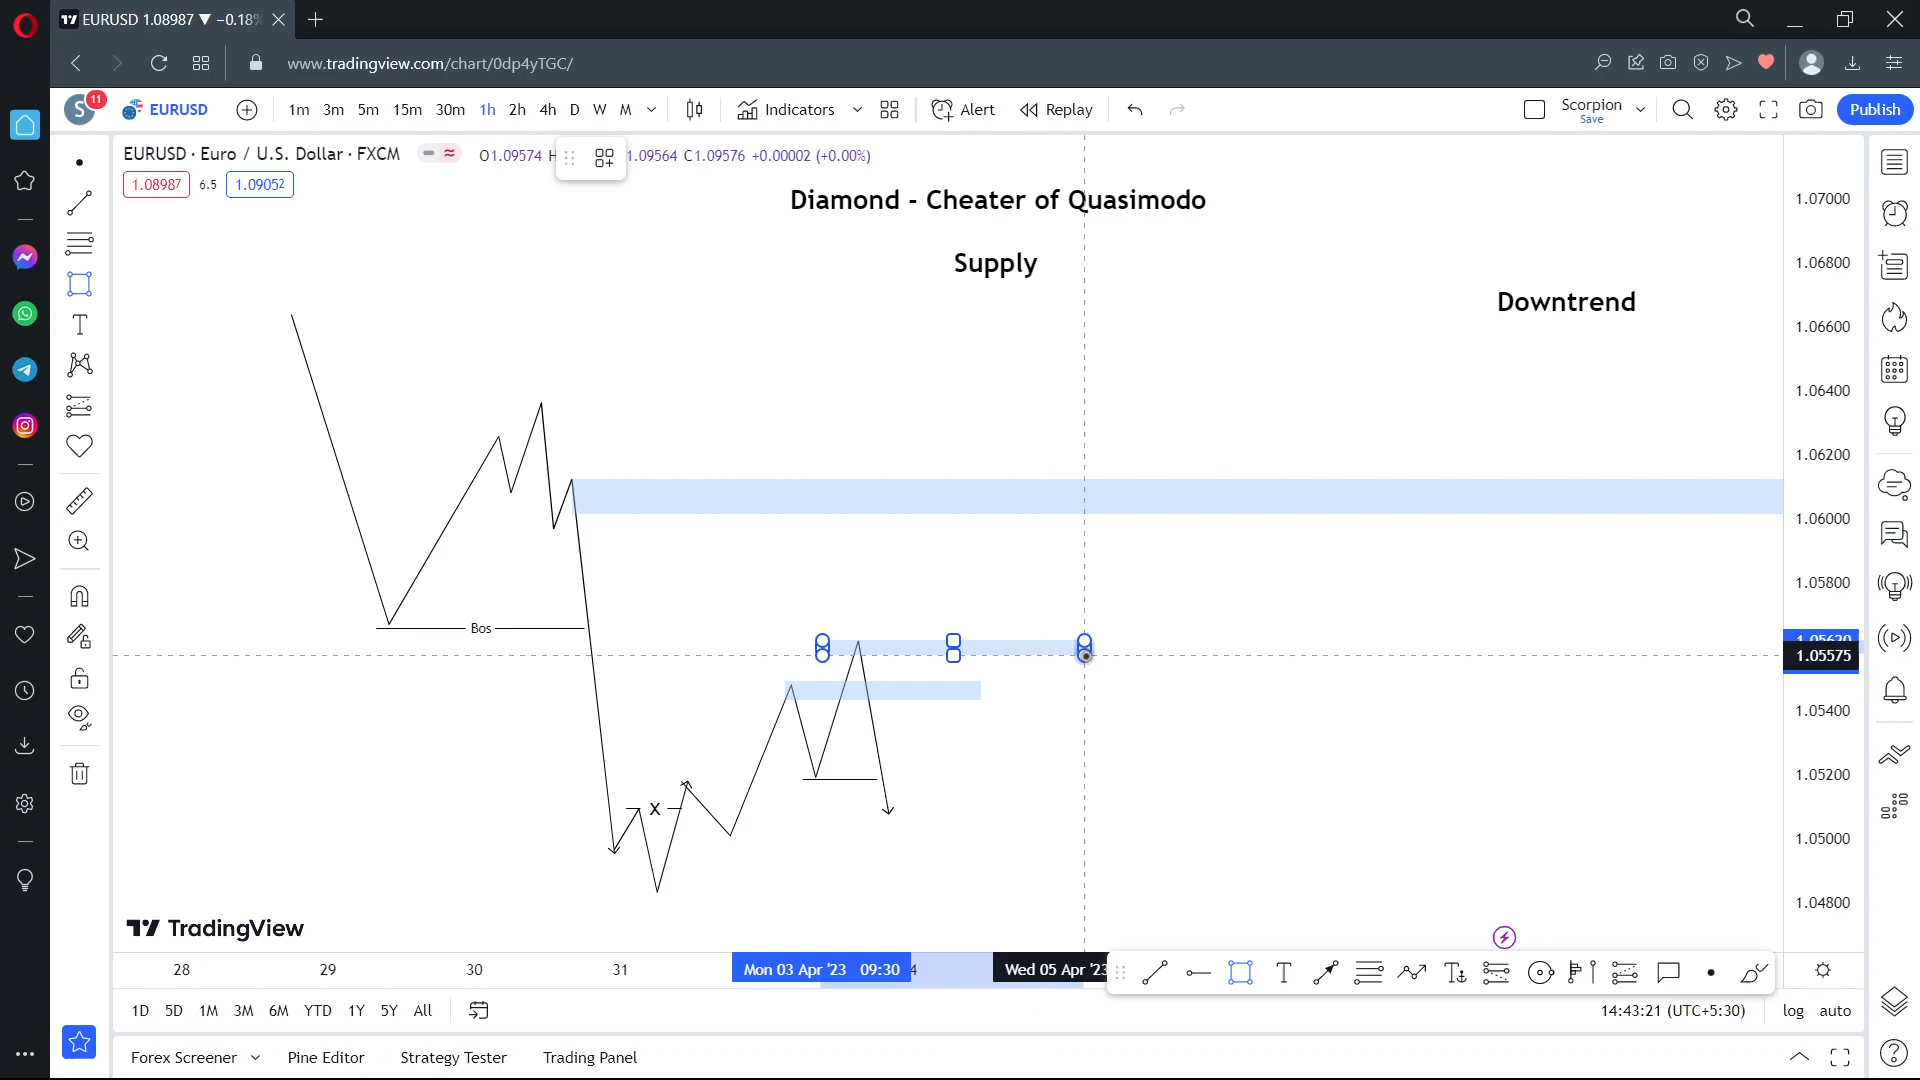 EURUSD 1.08987 ▼ −0.18%
www.tradingview.com/chart/0dp4yTGC/
S 11 EURUSD 1m 3m 5m 15m 30m 1h 2h 4h D W M Indicators Alert Replay Scorpion Save Publish
EURUSD · Euro / U.S. Dollar · FXCM O1.09574 H 1.09564 C1.09576 +0.00002 (+0.00%)
1.08987 6.5 1.09052
Diamond - Cheater of Quasimodo
Supply
Downtrend
1.07000
1.06800
1.06600
1.06400
1.06200
1.06000
1.05800
1.05620
1.05575
1.05400
1.05200
1.05000
1.04800
Bos
X
TradingView
28 29 30 31 Mon 03 Apr '23 09:30 4 Wed 05 Apr '23
1D 5D 1M 3M 6M YTD 1Y 5Y All 14:43:21 (UTC+5:30) log auto
Forex Screener Pine Editor Strategy Tester Trading Panel